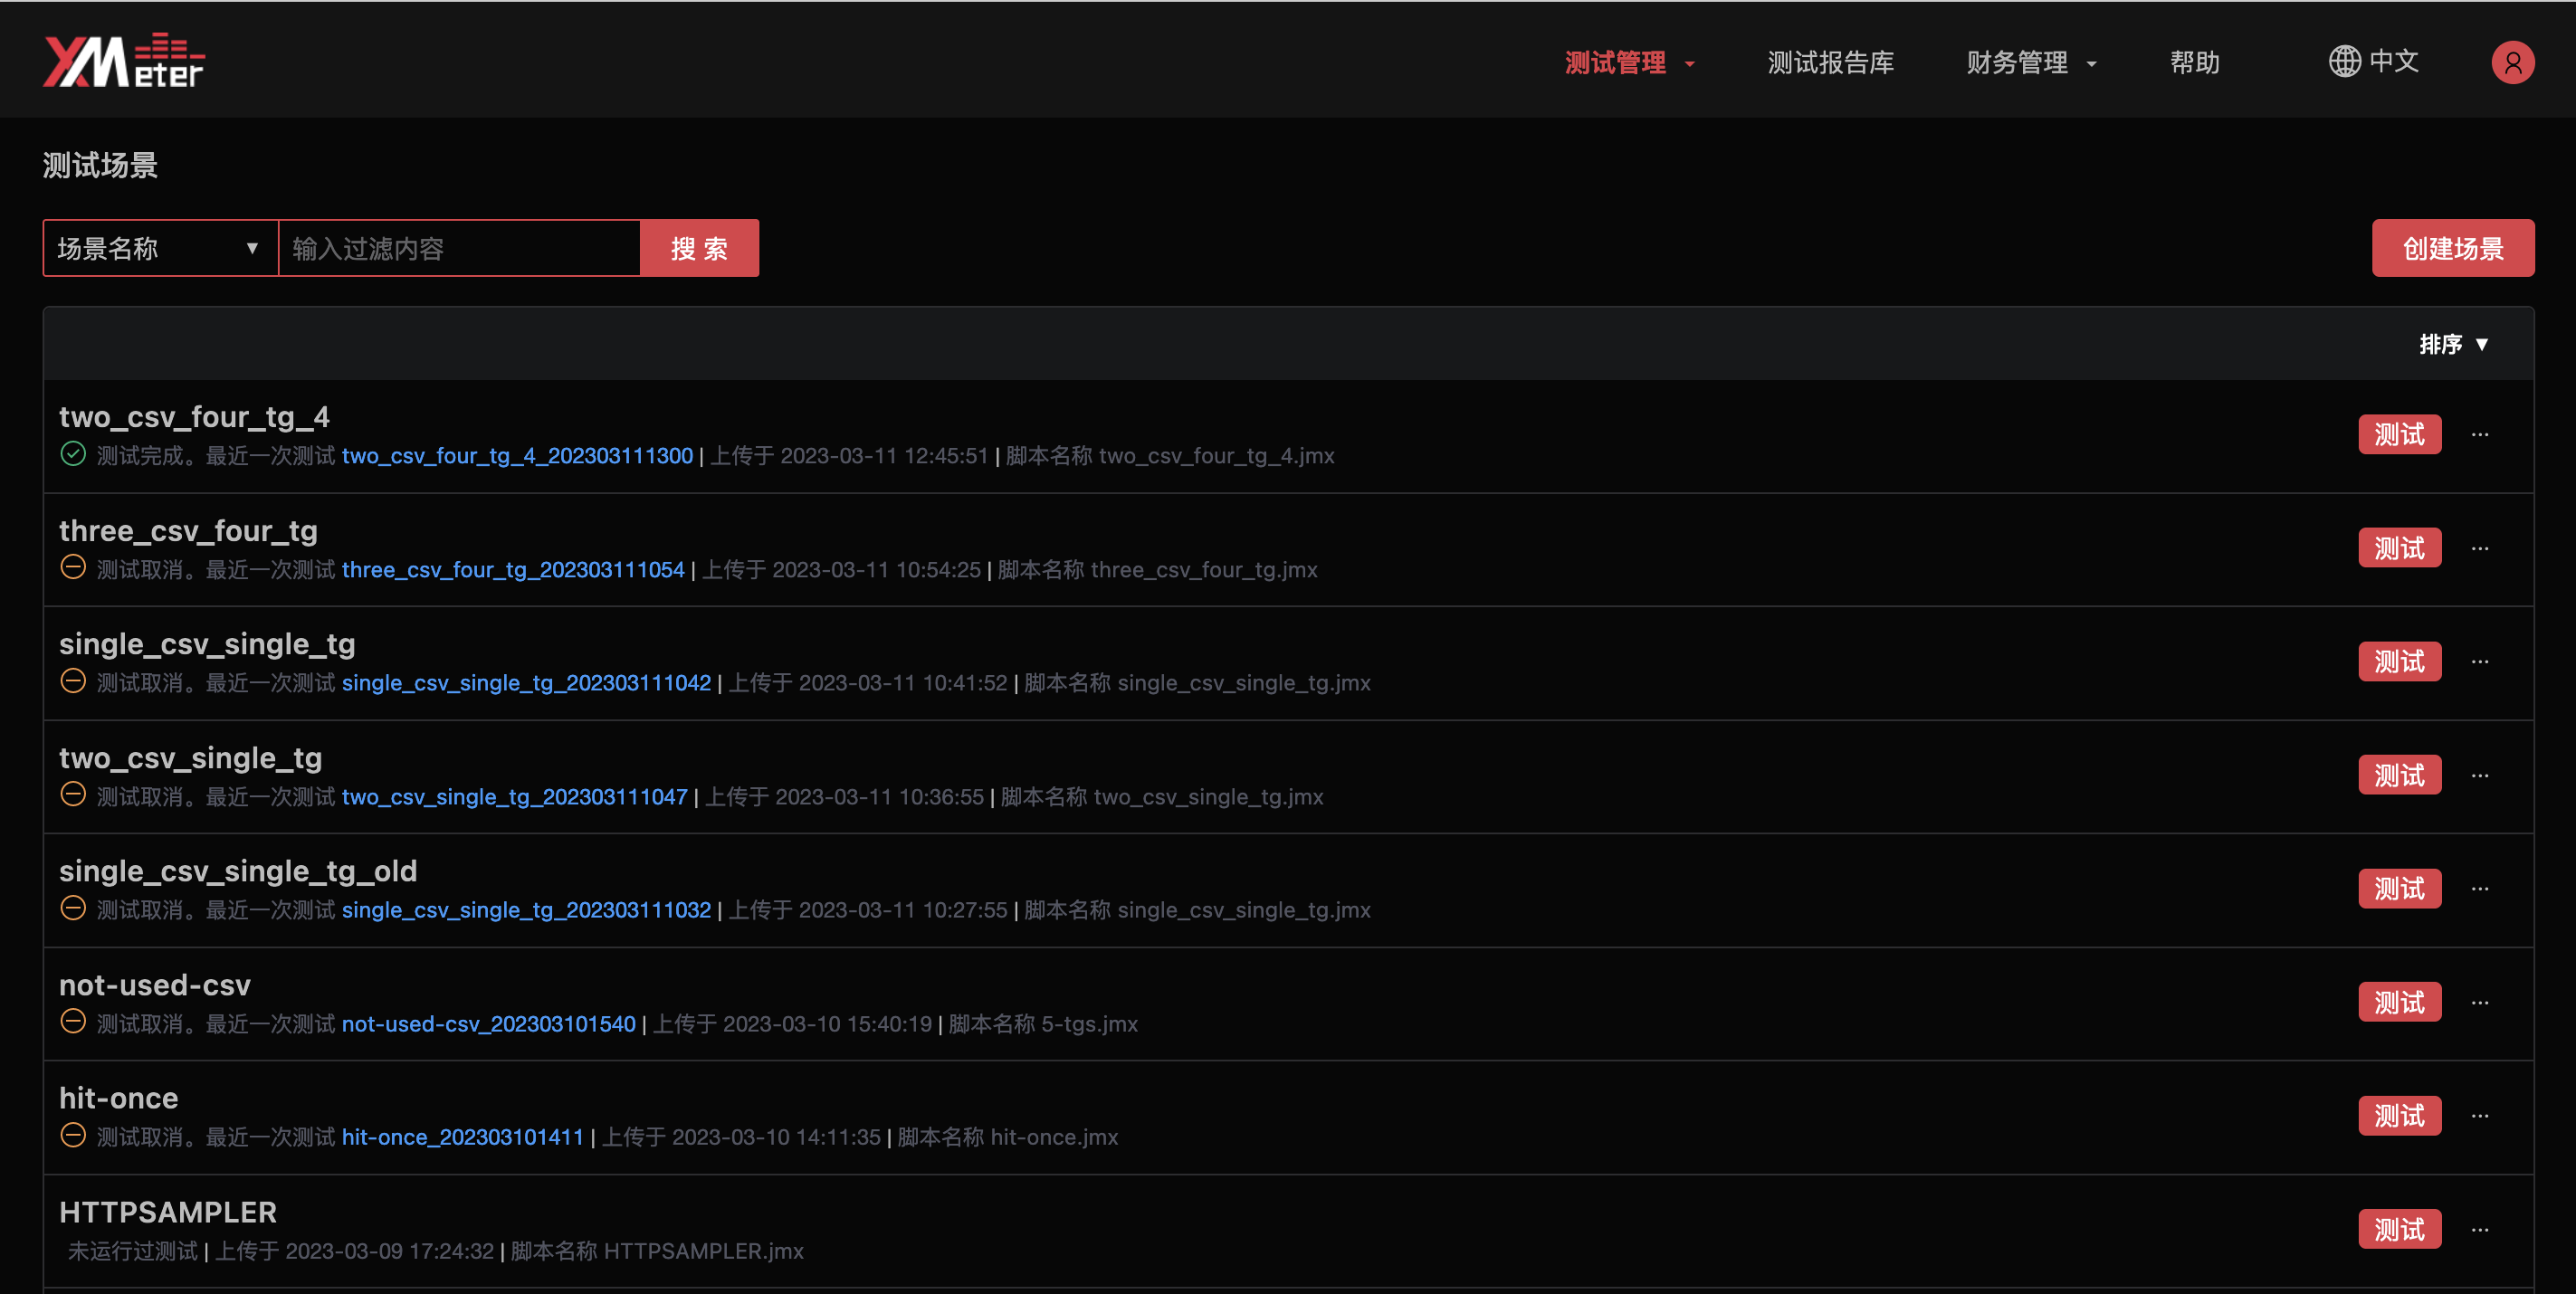 XMeter
测试管理 测试报告库 财务管理 帮助 中文
测试场景
场景名称 ▼ 输入过滤内容 搜 索 创建场景
排序 ▼
two_csv_four_tg_4
测试完成。最近一次测试 two_csv_four_tg_4_202303111300 | 上传于 2023-03-11 12:45:51 | 脚本名称 two_csv_four_tg_4.jmx
测试 ...
three_csv_four_tg
测试取消。最近一次测试 three_csv_four_tg_202303111054 | 上传于 2023-03-11 10:54:25 | 脚本名称 three_csv_four_tg.jmx
测试 ...
single_csv_single_tg
测试取消。最近一次测试 single_csv_single_tg_202303111042 | 上传于 2023-03-11 10:41:52 | 脚本名称 single_csv_single_tg.jmx
测试 ...
two_csv_single_tg
测试取消。最近一次测试 two_csv_single_tg_202303111047 | 上传于 2023-03-11 10:36:55 | 脚本名称 two_csv_single_tg.jmx
测试 ...
single_csv_single_tg_old
测试取消。最近一次测试 single_csv_single_tg_202303111032 | 上传于 2023-03-11 10:27:55 | 脚本名称 single_csv_single_tg.jmx
测试 ...
not-used-csv
测试取消。最近一次测试 not-used-csv_202303101540 | 上传于 2023-03-10 15:40:19 | 脚本名称 5-tgs.jmx
测试 ...
hit-once
测试取消。最近一次测试 hit-once_202303101411 | 上传于 2023-03-10 14:11:35 | 脚本名称 hit-once.jmx
测试 ...
HTTPSAMPLER
未运行过测试 | 上传于 2023-03-09 17:24:32 | 脚本名称 HTTPSAMPLER.jmx
测试 ...